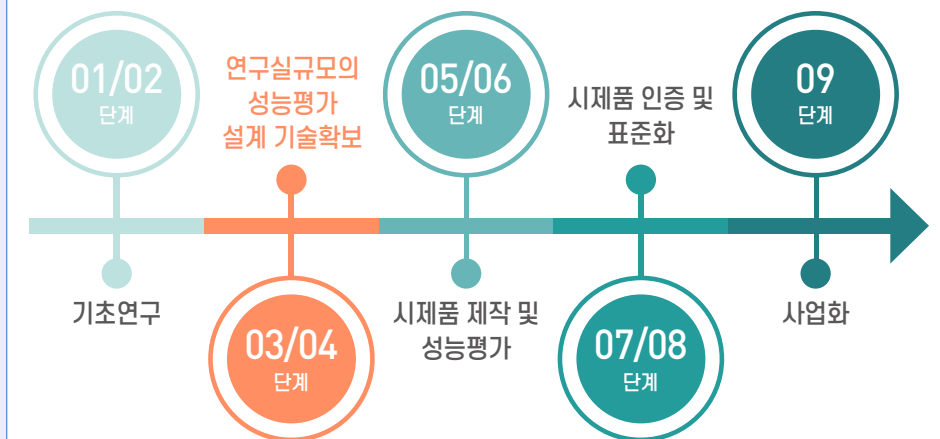 01/02
단계
기초연구
연구실규모의
성능평가
설계 기술확보
03/04
단계
05/06
단계
시제품 제작 및
성능평가
시제품 인증 및
표준화
07/08
단계
09
단계
사업화